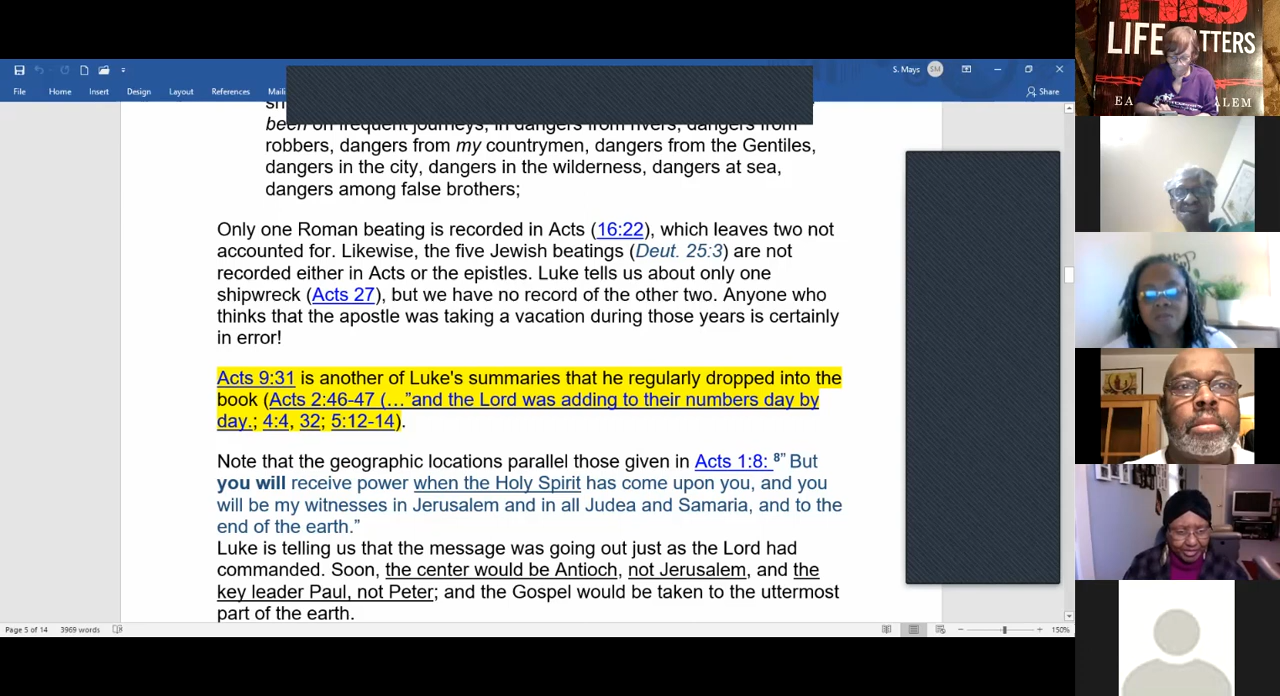 HIS
LIFE MATTERS
EA ALEM
S. Mays SM
File Home Insert Design Layout References Share
been on frequent journeys, in dangers from rivers, dangers from
robbers, dangers from my countrymen, dangers from the Gentiles,
dangers in the city, dangers in the wilderness, dangers at sea,
dangers among false brothers;
Only one Roman beating is recorded in Acts (16:22), which leaves two not
accounted for. Likewise, the five Jewish beatings (Deut. 25:3) are not
recorded either in Acts or the epistles. Luke tells us about only one
shipwreck (Acts 27), but we have no record of the other two. Anyone who
thinks that the apostle was taking a vacation during those years is certainly
in error!
Acts 9:31 is another of Luke's summaries that he regularly dropped into the
book (Acts 2:46-47 (…”and the Lord was adding to their numbers day by
day.; 4:4, 32; 5:12-14).
Note that the geographic locations parallel those given in Acts 1:8: 8” But
you will receive power when the Holy Spirit has come upon you, and you
will be my witnesses in Jerusalem and in all Judea and Samaria, and to the
end of the earth.”
Luke is telling us that the message was going out just as the Lord had
commanded. Soon, the center would be Antioch, not Jerusalem, and the
key leader Paul, not Peter; and the Gospel would be taken to the uttermost
part of the earth.
Page 5 of 14 3969 words 150%